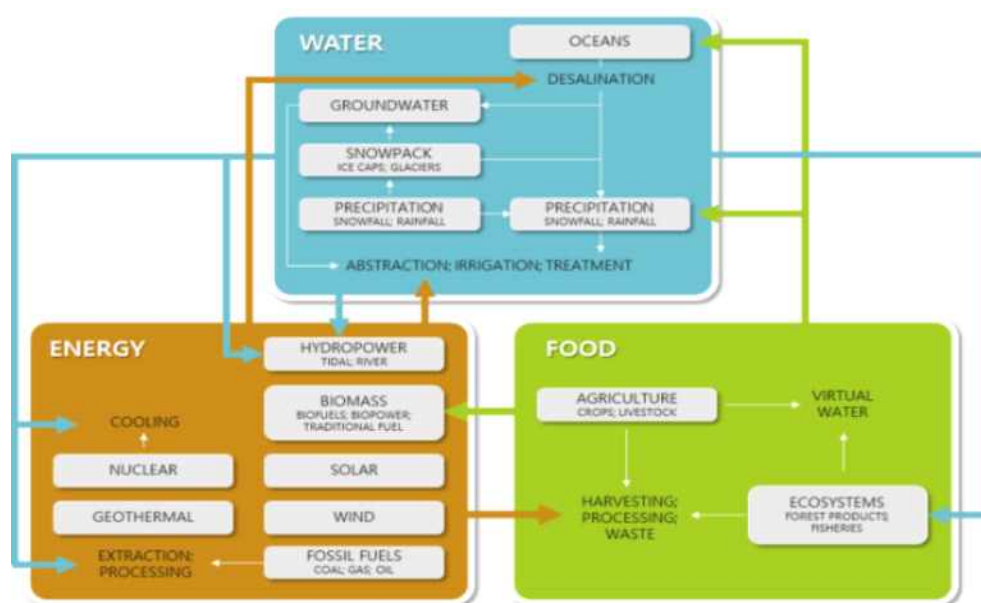 WATER
OCEANS
DESALINATION
GROUNDWATER
SNOWPACK
ICE CAPS; GLACIERS
PRECIPITATION
SNOWFALL; RAINFALL
PRECIPITATION
SNOWFALL; RAINFALL
ABSTRACTION; IRRIGATION; TREATMENT
ENERGY
HYDROPOWER
TIDAL; RIVER
BIOMASS
BIOFUELS; BIOPOWER;
TRADITIONAL FUEL
COOLING
NUCLEAR
SOLAR
GEOTHERMAL
WIND
EXTRACTION;
PROCESSING
FOSSIL FUELS
COAL; GAS; OIL
FOOD
AGRICULTURE
CROPS; LIVESTOCK
VIRTUAL
WATER
HARVESTING;
PROCESSING;
WASTE
ECOSYSTEMS
FOREST PRODUCTS;
FISHERIES